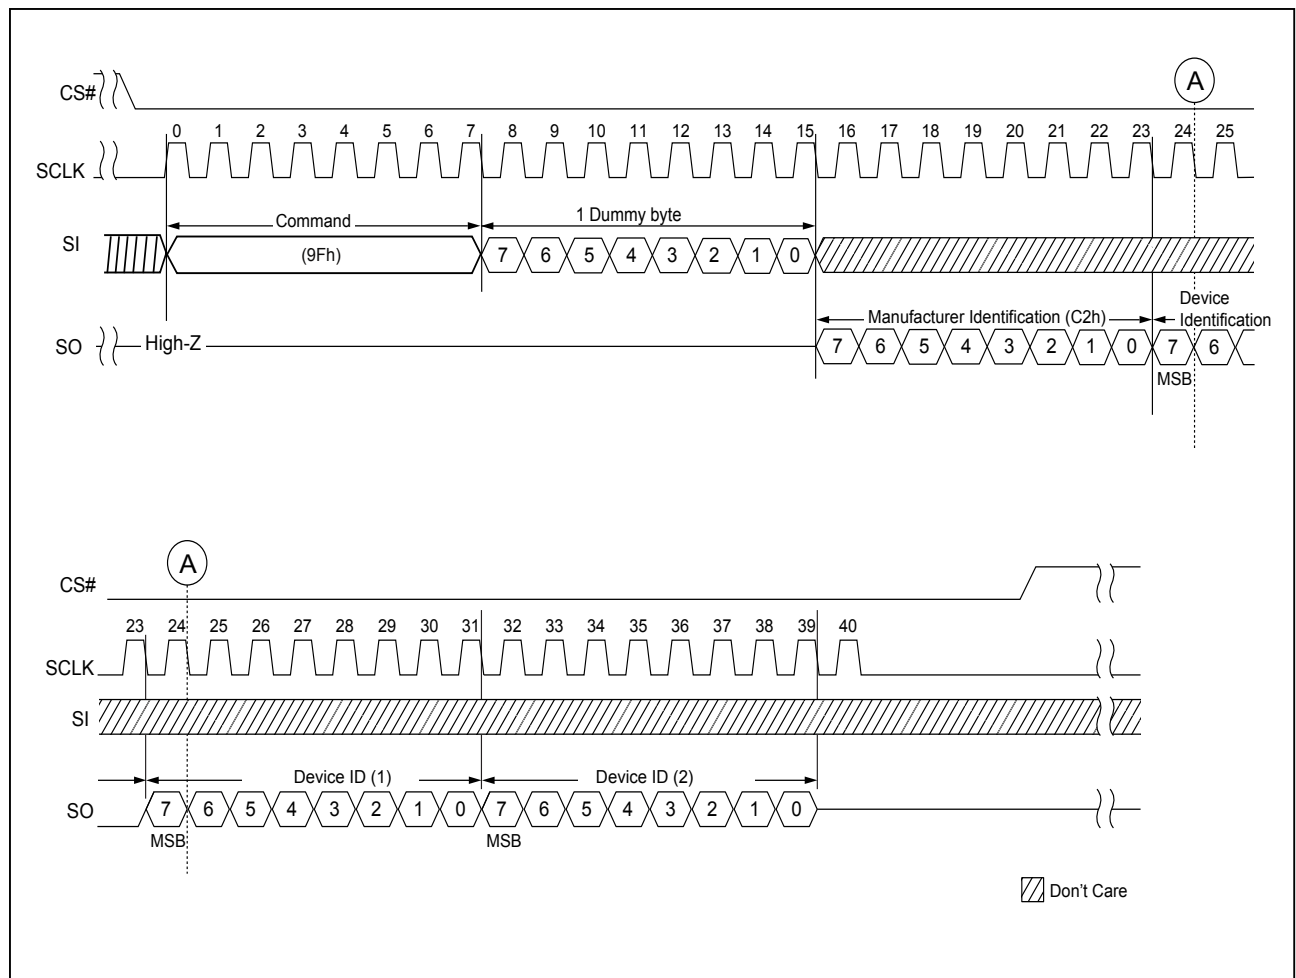 A
CS#
0 1 2 3 4 5 6 7 8 9 10 11 12 13 14 15 16 17 18 19 20 21 22 23 24 25
SCLK
Command
1 Dummy byte
SI
(9Fh)
7 6 5 4 3 2 1 0
Device
Manufacturer Identification (C2h)
Identification
SO
High-Z
7 6 5 4 3 2 1 0 7 6
MSB
A
CS#
23 24 25 26 27 28 29 30 31 32 33 34 35 36 37 38 39 40
SCLK
SI
Device ID (1)
Device ID (2)
SO
7 6 5 4 3 2 1 0 7 6 5 4 3 2 1 0
MSB
MSB
Don't Care